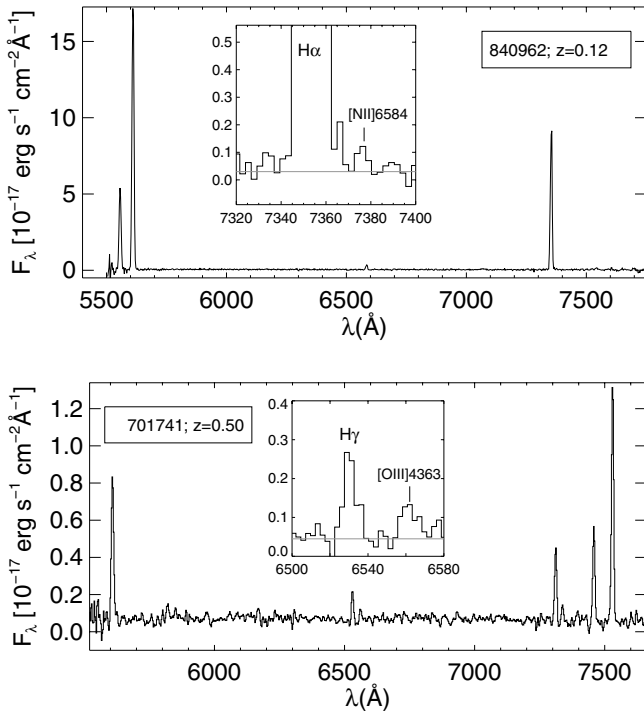 840962; z=0.12
Hα
[NII]6584
0.5
0.4
0.3
0.2
0.1
0.0
7320 7340 7360 7380 7400
15
10
5
0
F_λ [10⁻¹⁷ erg s⁻¹ cm⁻²Å⁻¹]
5500 6000 6500 7000 7500
λ(Å)
701741; z=0.50
Hγ
[OIII]4363
0.4
0.3
0.2
0.1
0.0
6500 6520 6540 6560 6580
1.2
1.0
0.8
0.6
0.4
0.2
0.0
F_λ [10⁻¹⁷ erg s⁻¹ cm⁻²Å⁻¹]
6000 6500 7000 7500
λ(Å)